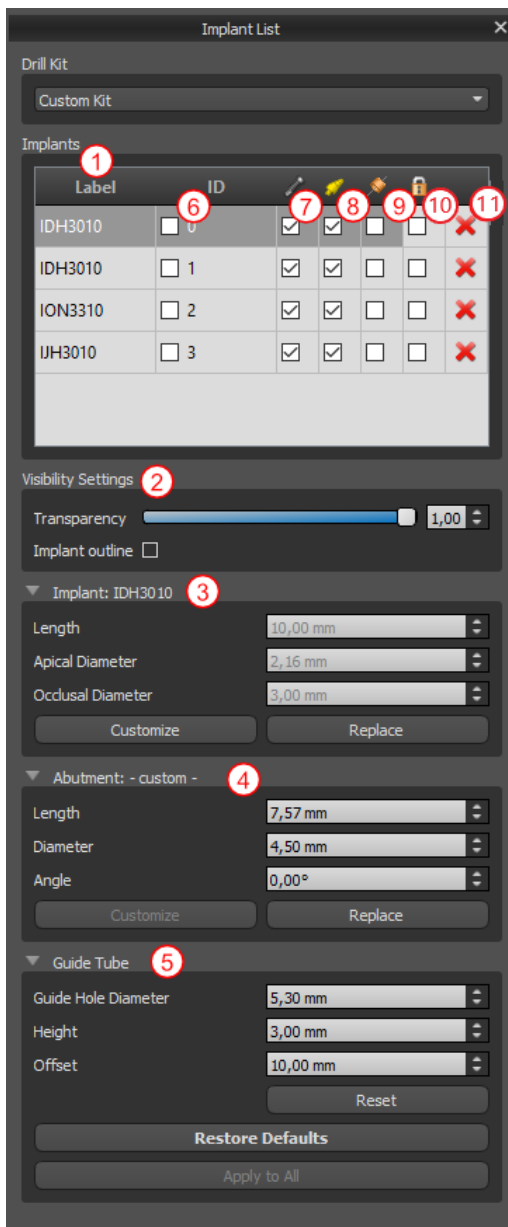 Implant List
Drill Kit
Custom Kit
Implants
1
Label ID
6 7 8 9 10 11
IDH3010 0
IDH3010 1
ION3310 2
IJH3010 3
Visibility Settings 2
Transparency 1,00
Implant outline
Implant: IDH3010 3
Length 10,00 mm
Apical Diameter 2,16 mm
Occlusal Diameter 3,00 mm
Customize Replace
Abutment: - custom - 4
Length 7,57 mm
Diameter 4,50 mm
Angle 0,00°
Customize Replace
Guide Tube 5
Guide Hole Diameter 5,30 mm
Height 3,00 mm
Offset 10,00 mm
Reset
Restore Defaults
Apply to All